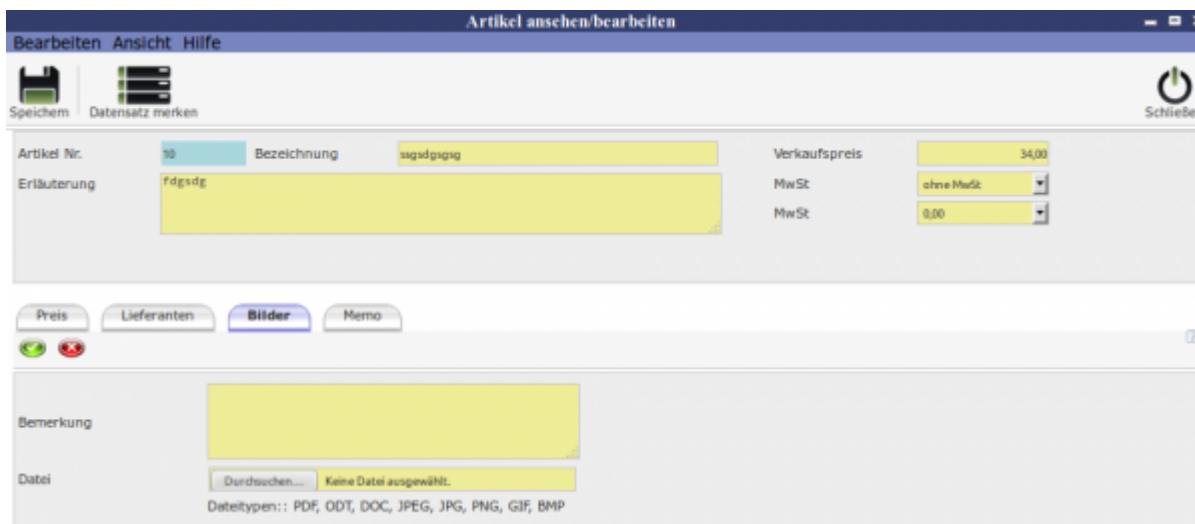 Artikel ansehen/bearbeiten
Bearbeiten Ansicht Hilfe
Speichern Datensatz merken Schließe
Artikel Nr. 10 Bezeichnung ssgsdgsgsg Verkaufspreis 34,00
Erläuterung fdgsdg MwSt ohne MwSt
MwSt 0,00
Preis Lieferanten Bilder Memo
Bemerkung
Datei Durchsuchen... Keine Datei ausgewählt.
Dateitypen:: PDF, ODT, DOC, JPEG, JPG, PNG, GIF, BMP